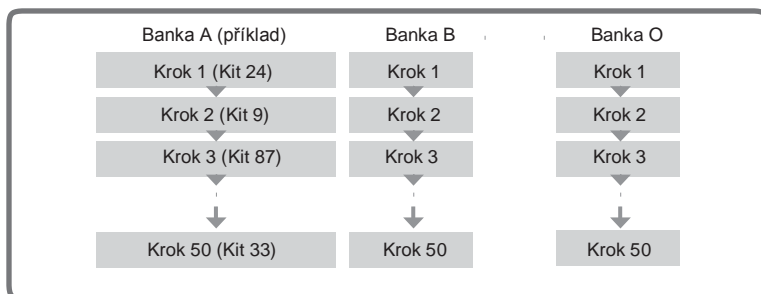 Banka A (příklad) Banka B Banka O
Krok 1 (Kit 24) Krok 1 Krok 1
Krok 2 (Kit 9) Krok 2 Krok 2
Krok 3 (Kit 87) Krok 3 Krok 3
Krok 50 (Kit 33) Krok 50 Krok 50